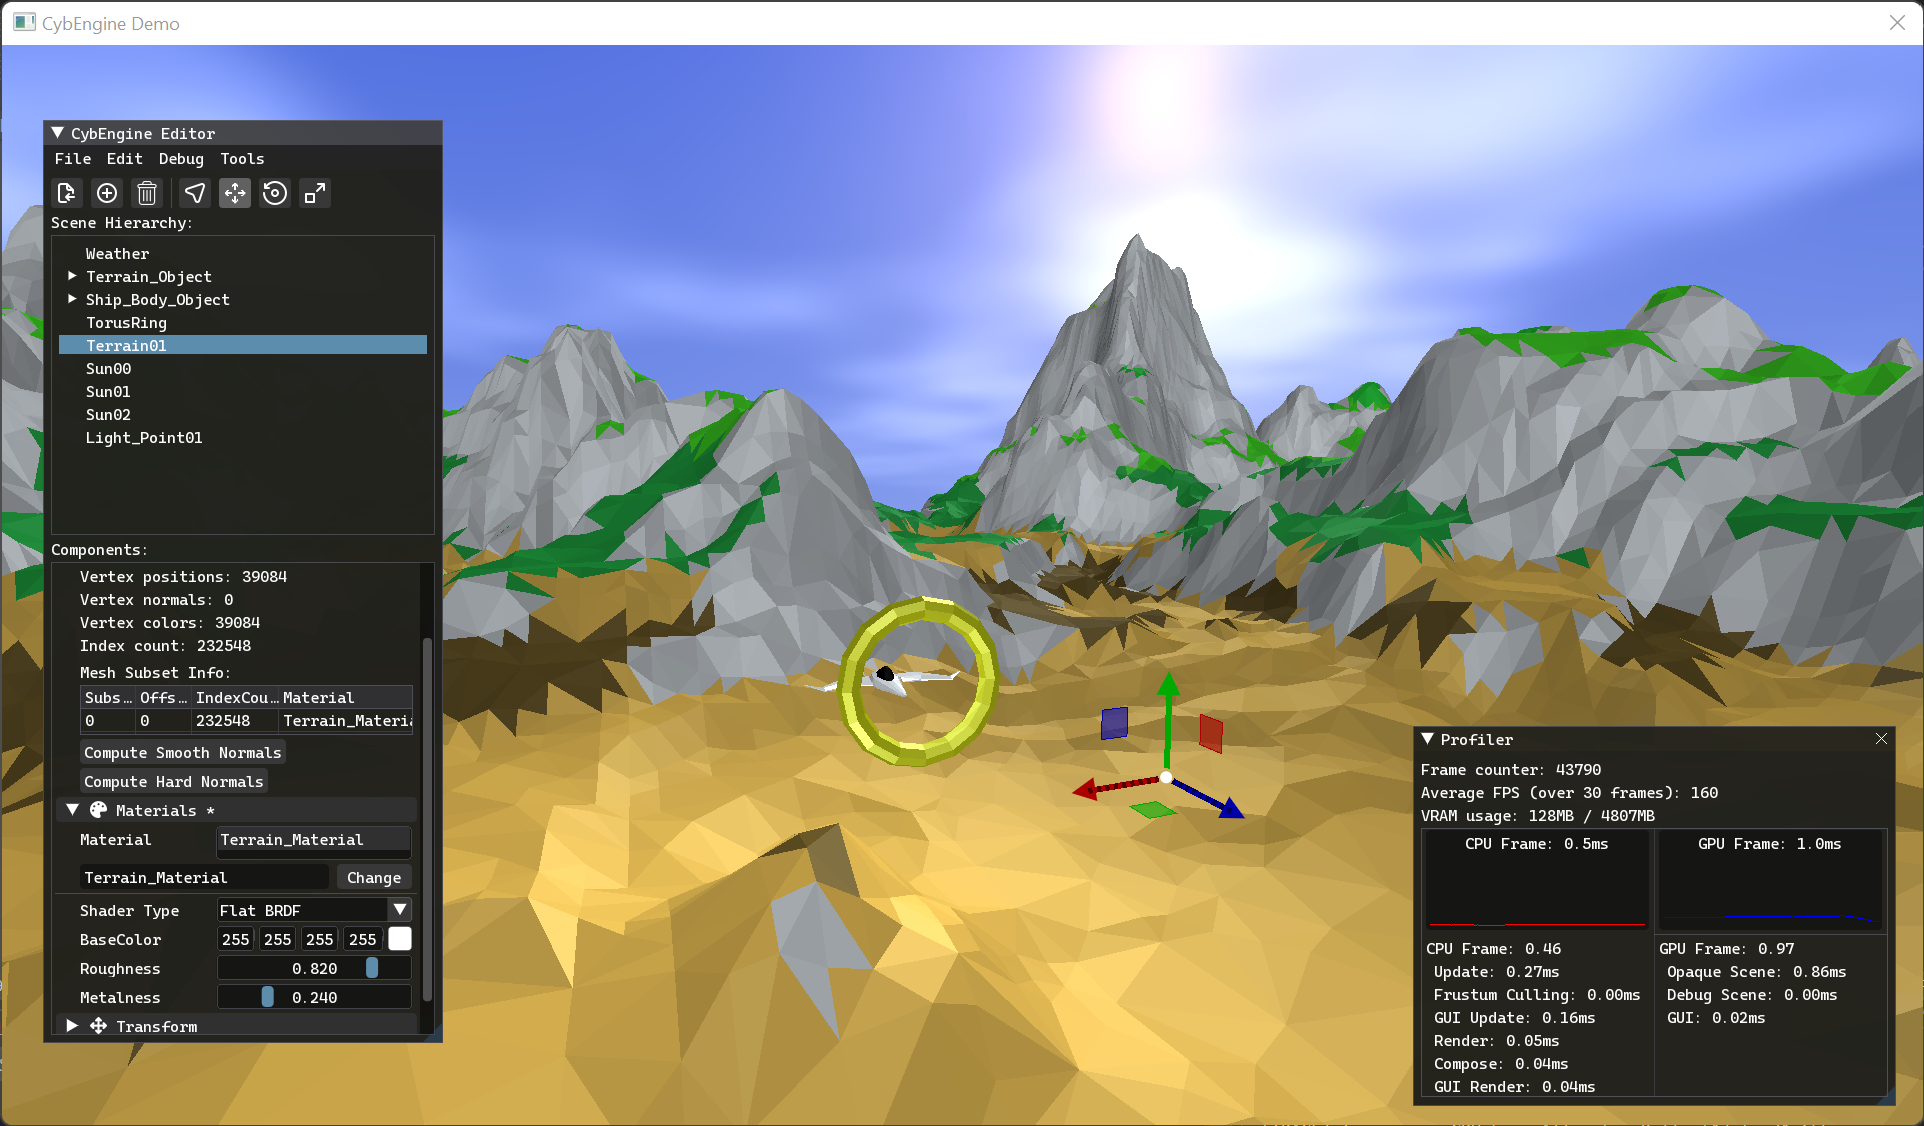 CybEngine Demo
CybEngine Editor
File Edit Debug Tools
Scene Hierarchy:
Weather
Terrain_Object
Ship_Body_Object
TorusRing
Terrain01
Sun00
Sun01
Sun02
Light_Point01
Components:
Vertex positions: 39084
Vertex normals: 0
Vertex colors: 39084
Index count: 232548
Mesh Subset Info:
Subs... Offs... IndexCou... Material
0 0 232548 Terrain_Materia
Compute Smooth Normals
Compute Hard Normals
Materials *
Material Terrain_Material
Terrain_Material Change
Shader Type Flat BRDF
BaseColor 255 255 255 255
Roughness 0.820
Metalness 0.240
Transform
Profiler
Frame counter: 43790
Average FPS (over 30 frames): 160
VRAM usage: 128MB / 4807MB
CPU Frame: 0.5ms
GPU Frame: 1.0ms
CPU Frame: 0.46
Update: 0.27ms
Frustum Culling: 0.00ms
GUI Update: 0.16ms
Render: 0.05ms
Compose: 0.04ms
GUI Render: 0.04ms
GPU Frame: 0.97
Opaque Scene: 0.86ms
Debug Scene: 0.00ms
GUI: 0.02ms